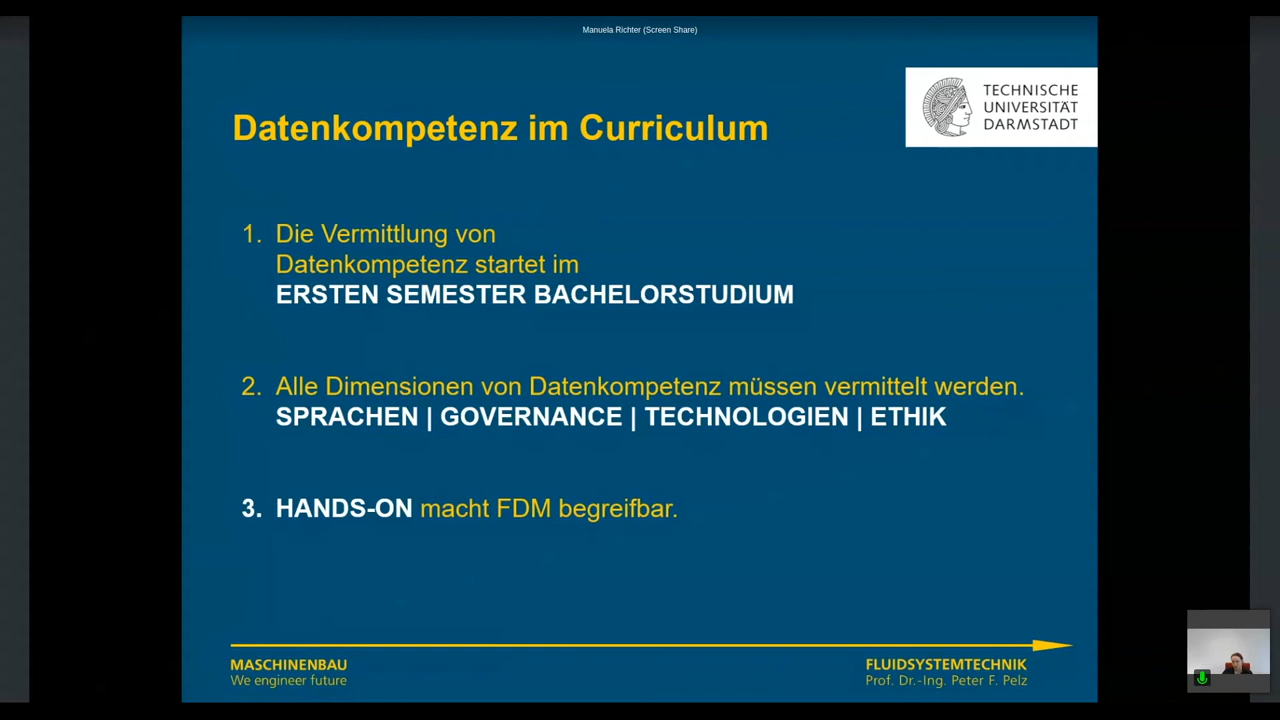 Manuela Richter (Screen Share)
TECHNISCHE
UNIVERSITÄT
DARMSTADT
Datenkompetenz im Curriculum
1. Die Vermittlung von
Datenkompetenz startet im
ERSTEN SEMESTER BACHELORSTUDIUM
2. Alle Dimensionen von Datenkompetenz müssen vermittelt werden.
SPRACHEN | GOVERNANCE | TECHNOLOGIEN | ETHIK
3. HANDS-ON macht FDM begreifbar.
MASCHINENBAU
We engineer future
FLUIDSYSTEMTECHNIK
Prof. Dr.-Ing. Peter F. Pelz